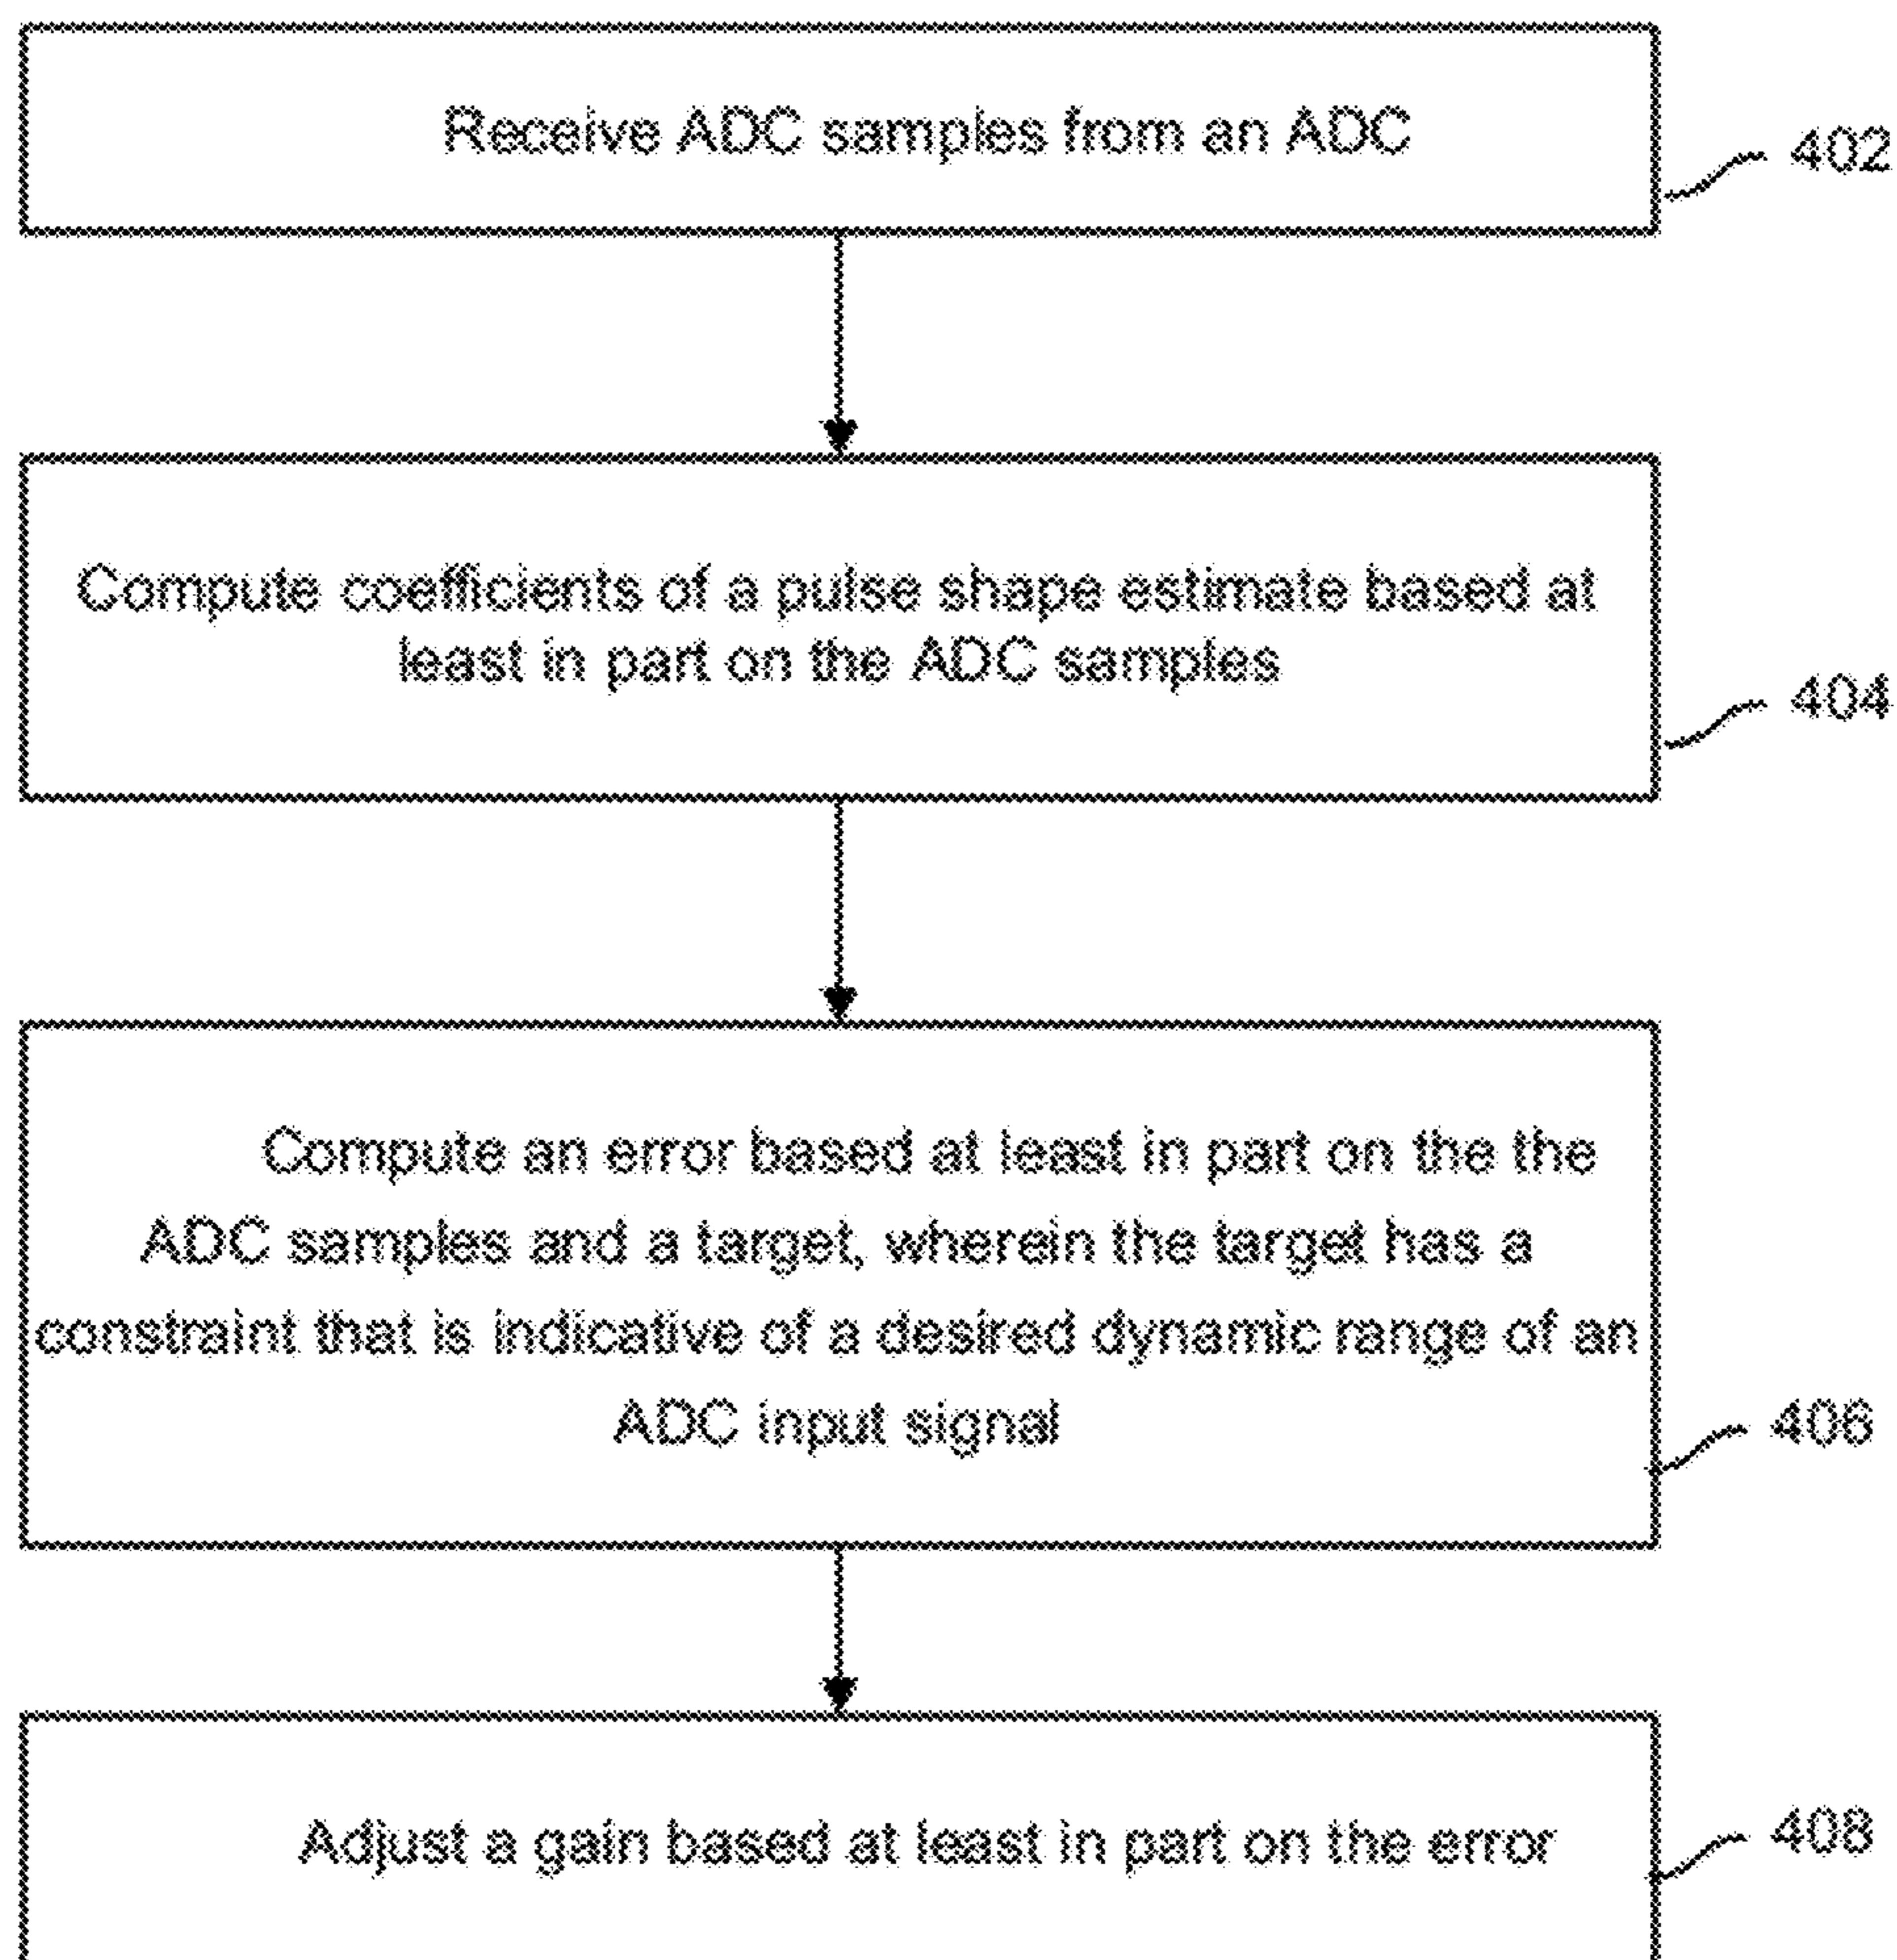 Receive ADC samples from an ADC
402
Compute coefficients of a pulse shape estimate based at
least in part on the ADC samples
404
Compute an error based at least in part on the the
ADC samples and a target, wherein the target has a
constraint that is indicative of a desired dynamic range of an
ADC input signal
406
Adjust a gain based at least in part on the error
408